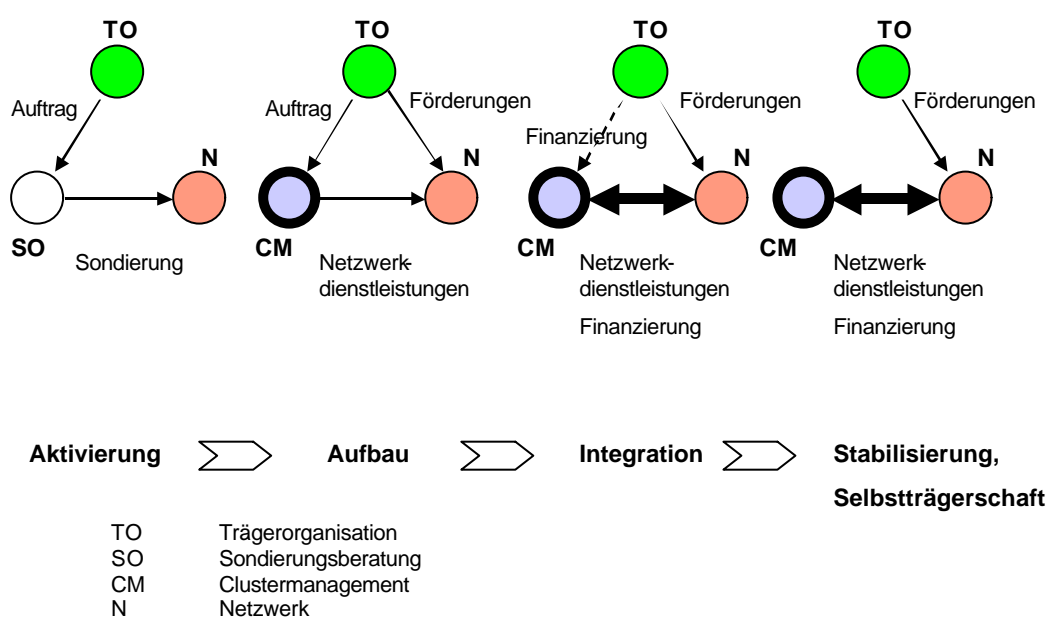 TO
TO
TO
TO
Auftrag
Auftrag
Förderungen
Finanzierung
Förderungen
Förderungen
N
N
N
N
SO
CM
CM
CM
Sondierung
Netzwerk-
dienstleistungen
Netzwerk-
dienstleistungen
Finanzierung
Netzwerk-
dienstleistungen
Finanzierung
Aktivierung
Aufbau
Integration
Stabilisierung,
Selbstträgerschaft
TO Trägerorganisation
SO Sondierungsberatung
CM Clustermanagement
N Netzwerk